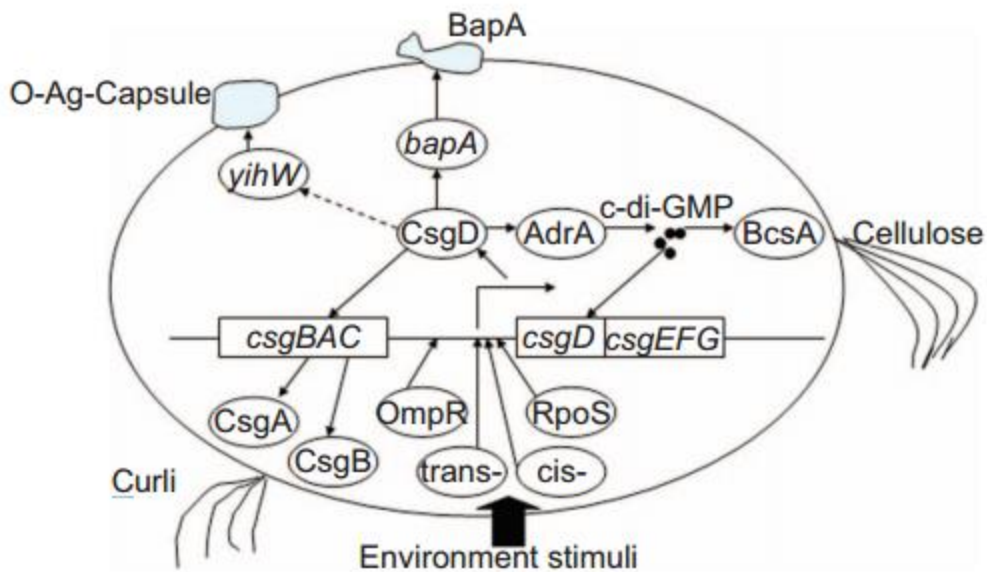 BapA
O-Ag-Capsule
bapA
yihW
c-di-GMP
CsgD
AdrA
BcsA
Cellulose
csgBAC
csgD
csgEFG
CsgA
OmpR
RpoS
CsgB
trans-
cis-
Curli
Environment stimuli